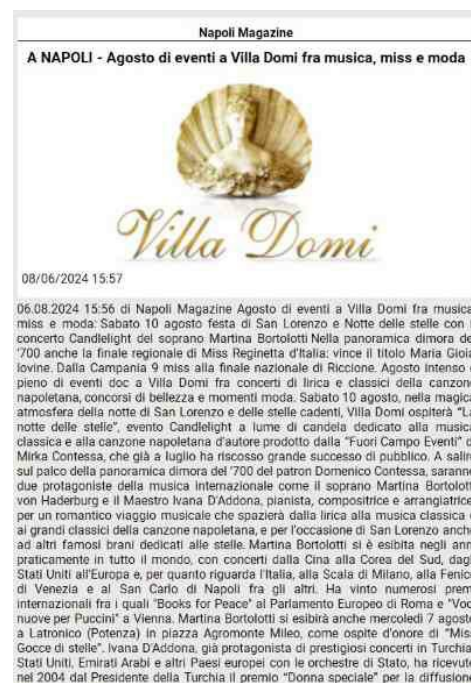 Napoli Magazine
A NAPOLI - Agosto di eventi a Villa Domi fra musica, miss e moda
Villa Domi
08/06/2024 15:57
06.08.2024 15:56 di Napoli Magazine Agosto di eventi a Villa Domi fra musica
miss e moda: Sabato 10 agosto festa di San Lorenzo e Notte delle stelle con
concerto Candlelight del soprano Martina Bortolotti Nella panoramica dimora de
'700 anche la finale regionale di Miss Reginetta d'Italia: vince il titolo Maria Gioia
Iovine. Dalla Campania 9 miss alla finale nazionale di Riccione. Agosto intenso
pieno di eventi doc a Villa Domi fra concerti di lirica e classici della canzone
napoletana, concorsi di bellezza e momenti moda. Sabato 10 agosto, nella magica
atmosfera della notte di San Lorenzo e delle stelle cadenti, Villa Domi ospiterà "La
notte delle stelle", evento Candlelight a lume di candela dedicato alla musica
classica e alla canzone napoletana d'autore prodotto dalla "Fuori Campo Eventi" d
Mirka Contessa, che già a luglio ha riscosso grande successo di pubblico. A salire
sul palco della panoramica dimora del '700 del patron Domenico Contessa, saranno
due protagoniste della musica internazionale come il soprano Martina Bortolott
von Haderburg e il Maestro Ivana D'Addona, pianista, compositrice e arrangiatrice
per un romantico viaggio musicale che spazierà dalla lirica alla musica classica
ai grandi classici della canzone napoletana, e per l'occasione di San Lorenzo anche
ad altri famosi brani dedicati alle stelle. Martina Bortolotti si è esibita negli ann
praticamente in tutto il mondo, con concerti dalla Cina alla Corea del Sud, dagl
Stati Uniti all'Europa e, per quanto riguarda l'Italia, alla Scala di Milano, alla Fenice
di Venezia e al San Carlo di Napoli fra gli altri. Ha vinto numerosi prem
internazionali fra i quali "Books for Peace" al Parlamento Europeo di Roma e "Voc
nuove per Puccini" a Vienna. Martina Bortolotti si esibirà anche mercoledì 7 agosto
a Latronico (Potenza) in piazza Agromonte Mileo, come ospite d'onore di "Miss
Gocce di stelle". Ivana D'Addona, già protagonista di prestigiosi concerti in Turchia
Stati Uniti, Emirati Arabi e altri Paesi europei con le orchestre di Stato, ha ricevuto
nel 2004 dal Presidente della Turchia il premio "Donna speciale" per la diffusione